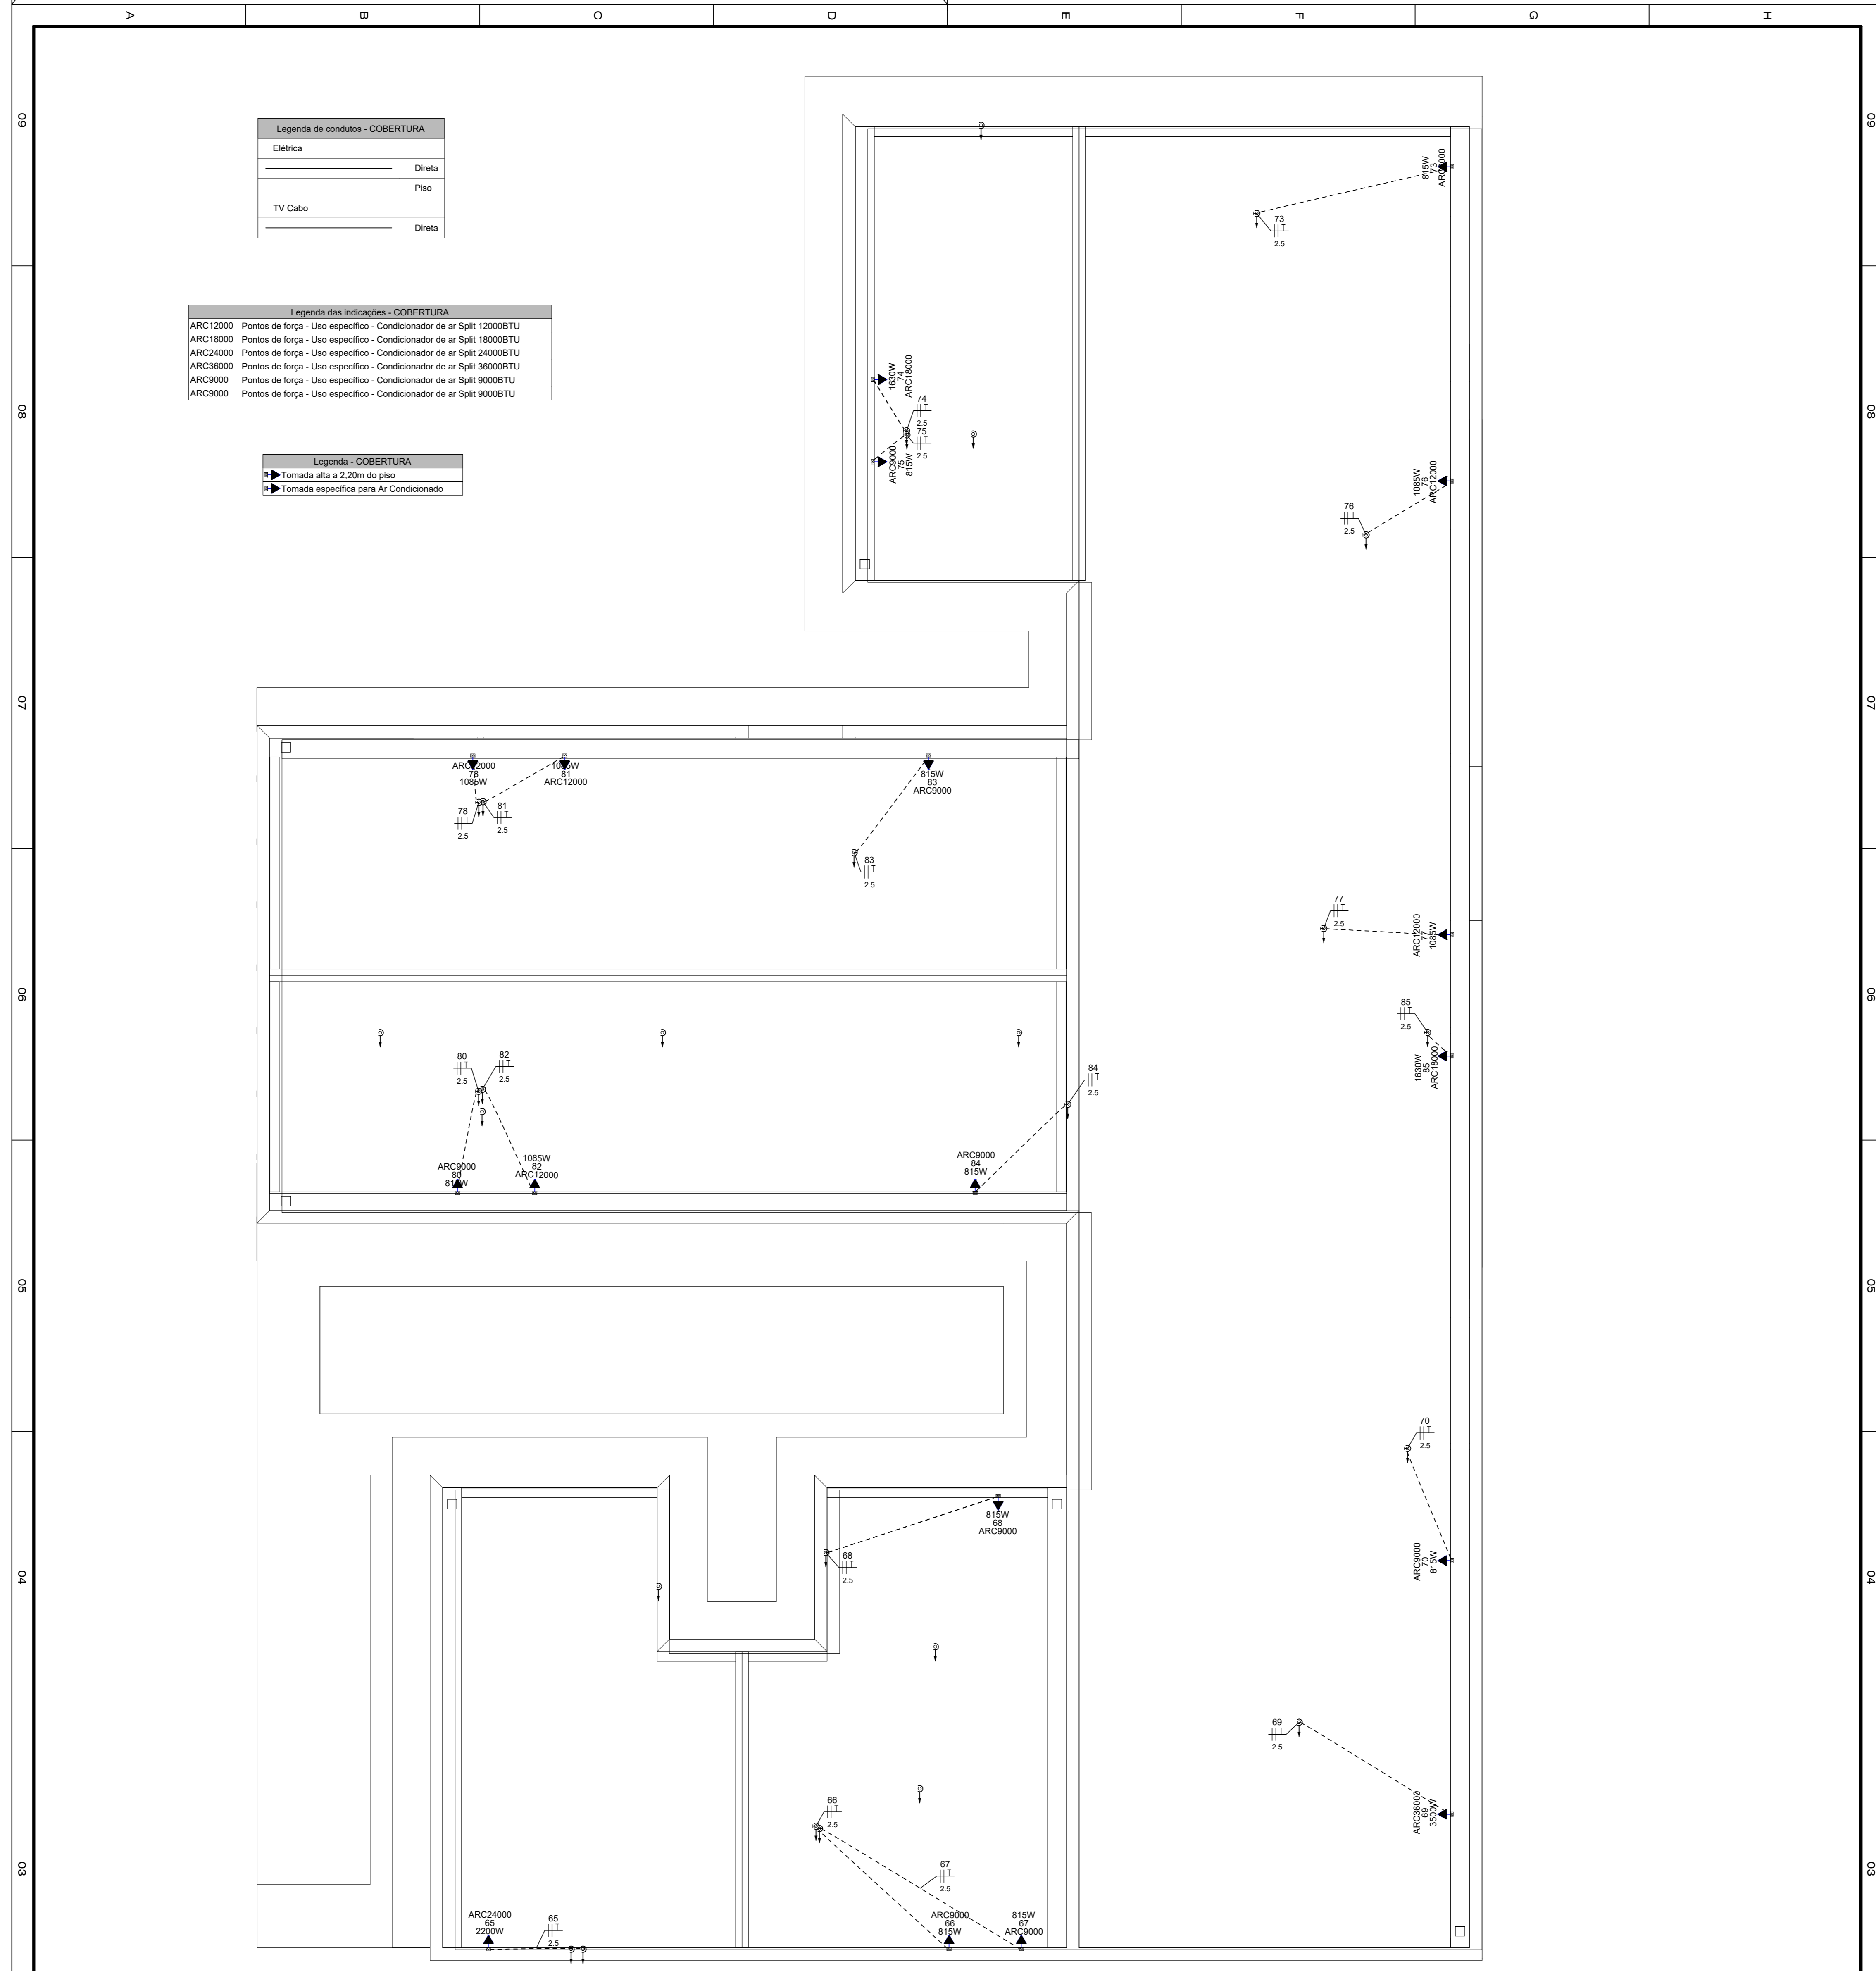 A
B
C
D
E
F
G
H
09
09
Legenda de condutos - COBERTURA
Elétrica
Direta
Piso
TV Cabo
Direta
815W
73
73
2.5
Legenda das indicações - COBERTURA
ARC12000 Pontos de força - Uso específico - Condicionador de ar Split 12000BTU
ARC18000 Pontos de força - Uso específico - Condicionador de ar Split 18000BTU
ARC24000 Pontos de força - Uso específico - Condicionador de ar Split 24000BTU
ARC36000 Pontos de força - Uso específico - Condicionador de ar Split 36000BTU
ARC9000 Pontos de força - Uso específico - Condicionador de ar Split 9000BTU
ARC9000 Pontos de força - Uso específico - Condicionador de ar Split 9000BTU
1630W
74
ARC18000
74
2.5
75
2.5
ARC9000
75
815W
08
08
Legenda - COBERTURA
Tomada alta a 2,20m do piso
Tomada específica para Ar Condicionado
1085W
76
ARC12000
76
2.5
07
07
ARC12000
78
1085W
1085W
81
ARC12000
815W
83
ARC9000
78
2.5
81
2.5
83
2.5
77
2.5
ARC12000
77
1085W
06
06
85
2.5
1630W
85
ARC18000
80
2.5
82
2.5
84
2.5
ARC9000
80
815W
1085W
82
ARC12000
ARC9000
84
815W
05
05
70
2.5
815W
68
ARC9000
68
2.5
ARC9000
70
815W
04
04
69
2.5
ARC36000
69
3500W
66
2.5
67
2.5
03
03
ARC24000
65
2200W
65
2.5
ARC9000
66
815W
815W
67
ARC9000